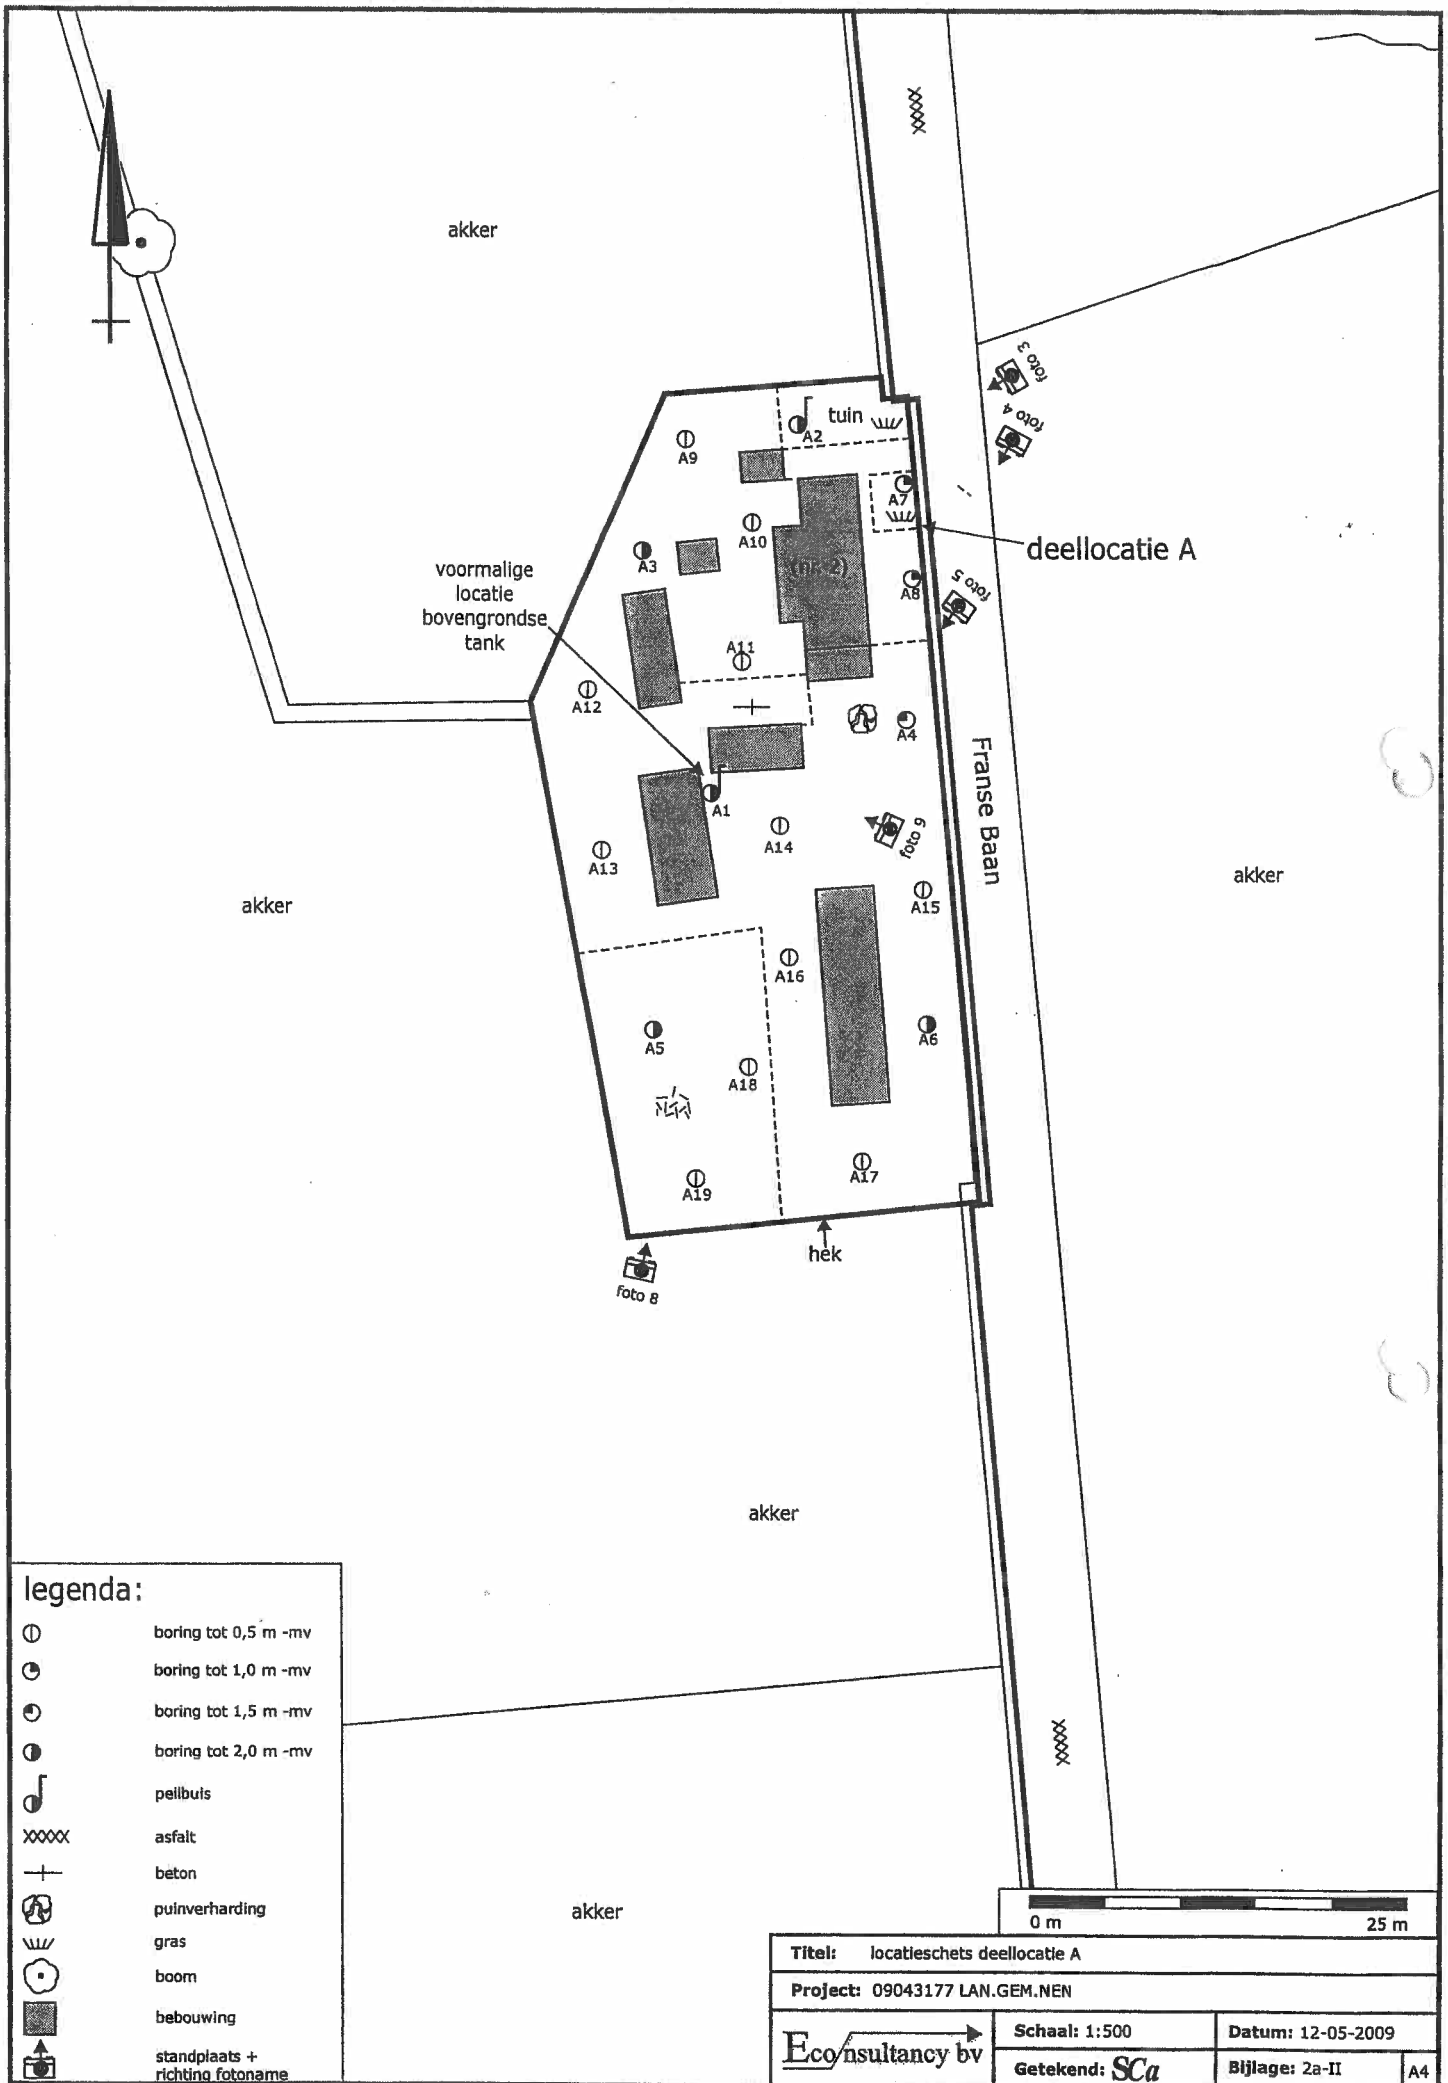 akker
foto 3
foto 4
tuin
A2
A9
A7
A10
deellocatie A
A3
(nr. 2)
A8
foto 5
voormalige
locatie
bovengrondse
tank
A11
A12
A4
Franse Baan
A1
A14
foto 9
A13
akker
A15
akker
A16
A5
A6
A18
A17
A19
hek
foto 8
akker
legenda:
boring tot 0,5 m -mv
boring tot 1,0 m -mv
boring tot 1,5 m -mv
boring tot 2,0 m -mv
peilbuis
asfalt
beton
puinverharding
gras
boom
bebouwing
standplaats +
richting fotoname
akker
0 m 25 m
Titel: locatieschets deellocatie A
Project: 09043177 LAN.GEM.NEN
Econsultancy bv
Schaal: 1:500
Datum: 12-05-2009
Getekend: SCa
Bijlage: 2a-II
A4